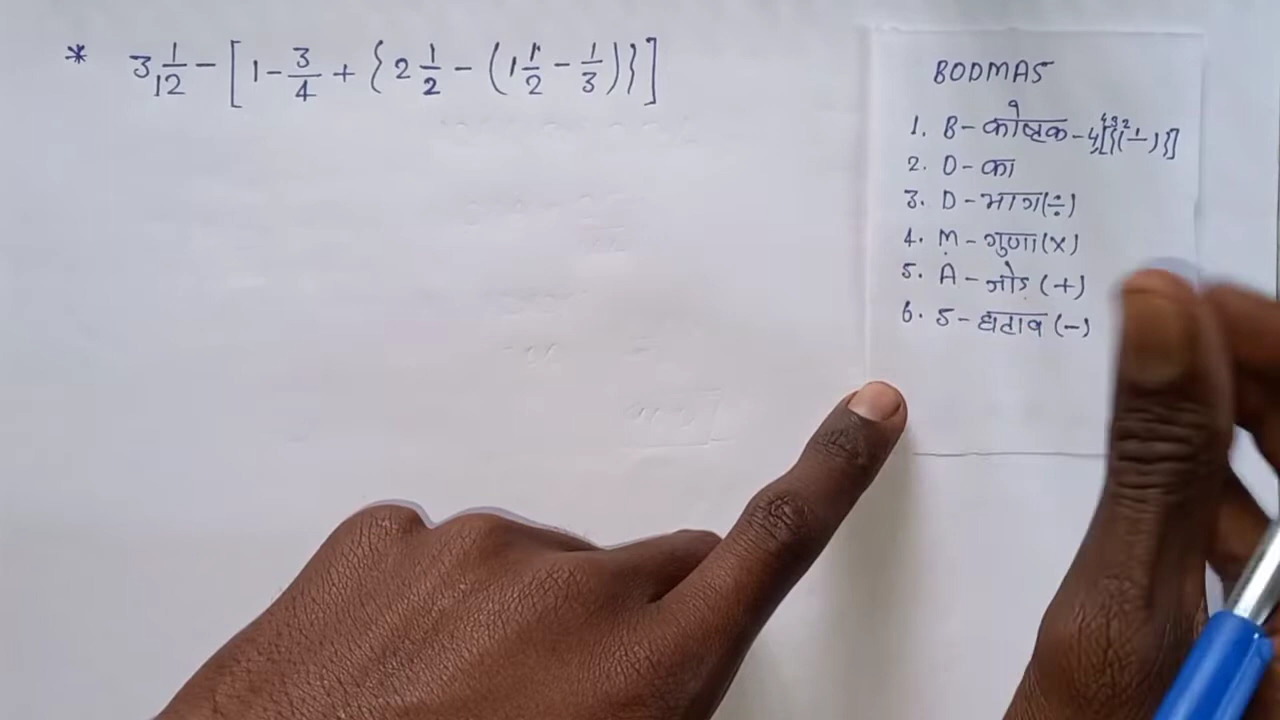 * 3 1/12 - [1 - 3/4 + {2 1/2 - (1 1/2 - 1/3)}]
BODMAS
1. B - कोष्ठक - 4[{(—)}]
2. O - का
3. D - भाग (÷)
4. M - गुणा (×)
5. A - जोड (+)
6. S - घटाव (-)